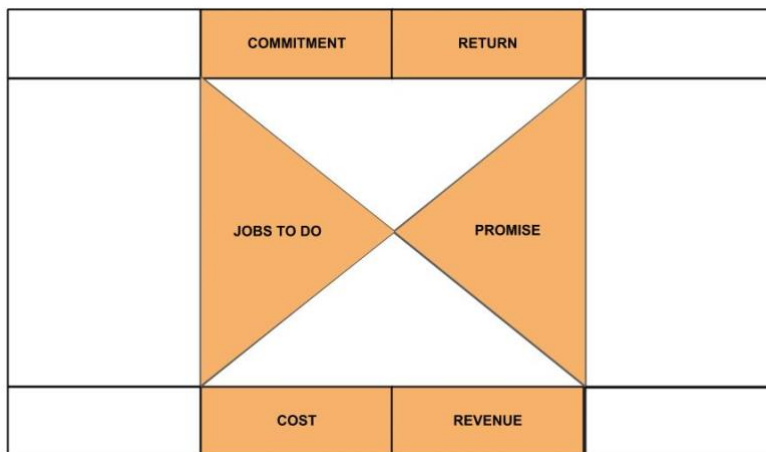 COMMITMENT
RETURN
JOBS TO DO
PROMISE
COST
REVENUE